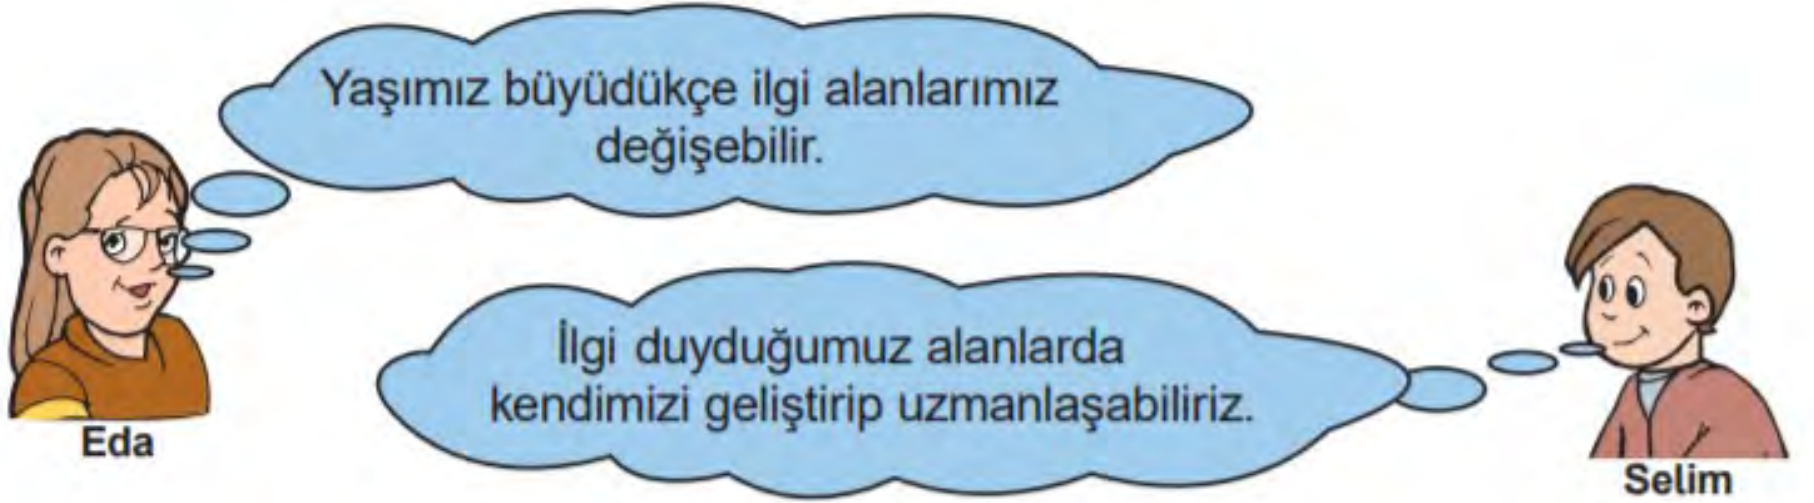 Yaşımız büyüdükçe ilgi alanlarımız
değişebilir.
Eda
İlgi duyduğumuz alanlarda
kendimizi geliştirip uzmanlaşabiliriz.
Selim